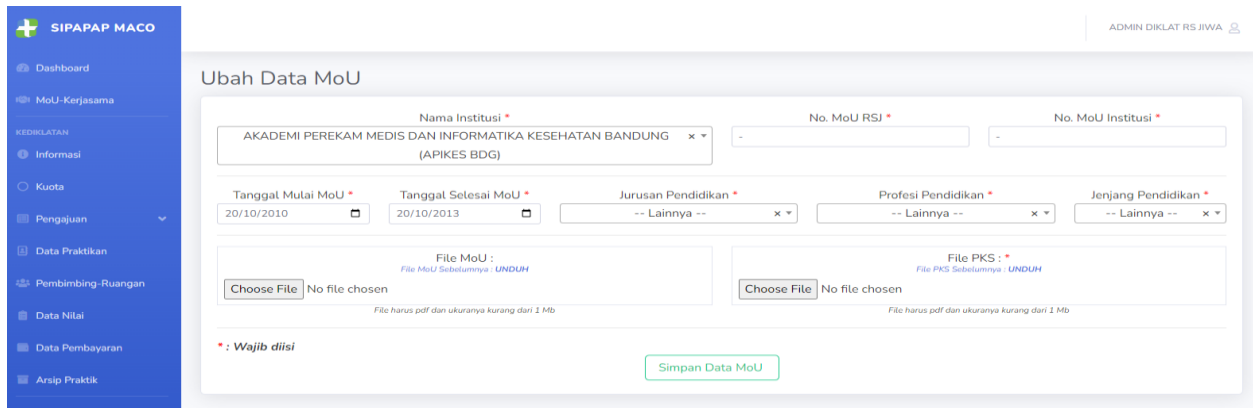 SIPAPAP MACO
ADMIN DIKLAT RS JIWA
Dashboard
MoU-Kerjasama
KEDIKLATAN
Informasi
Kuota
Pengajuan
Data Praktikan
Pembimbing-Ruangan
Data Nilai
Data Pembayaran
Arsip Praktik
Ubah Data MoU
Nama Institusi *
AKADEMI PEREKAM MEDIS DAN INFORMATIKA KESEHATAN BANDUNG
(APIKES BDG)
×
No. MoU RSJ *
-
No. MoU Institusi *
-
Tanggal Mulai MoU *
20/10/2010
Tanggal Selesai MoU *
20/10/2013
Jurusan Pendidikan *
-- Lainnya -- ×
Profesi Pendidikan *
-- Lainnya -- ×
Jenjang Pendidikan *
-- Lainnya -- ×
File MoU :
File MoU Sebelumnya : UNDUH
Choose File No file chosen
File harus pdf dan ukuranya kurang dari 1 Mb
File PKS : *
File PKS Sebelumnya : UNDUH
Choose File No file chosen
File harus pdf dan ukuranya kurang dari 1 Mb
* : Wajib diisi
Simpan Data MoU